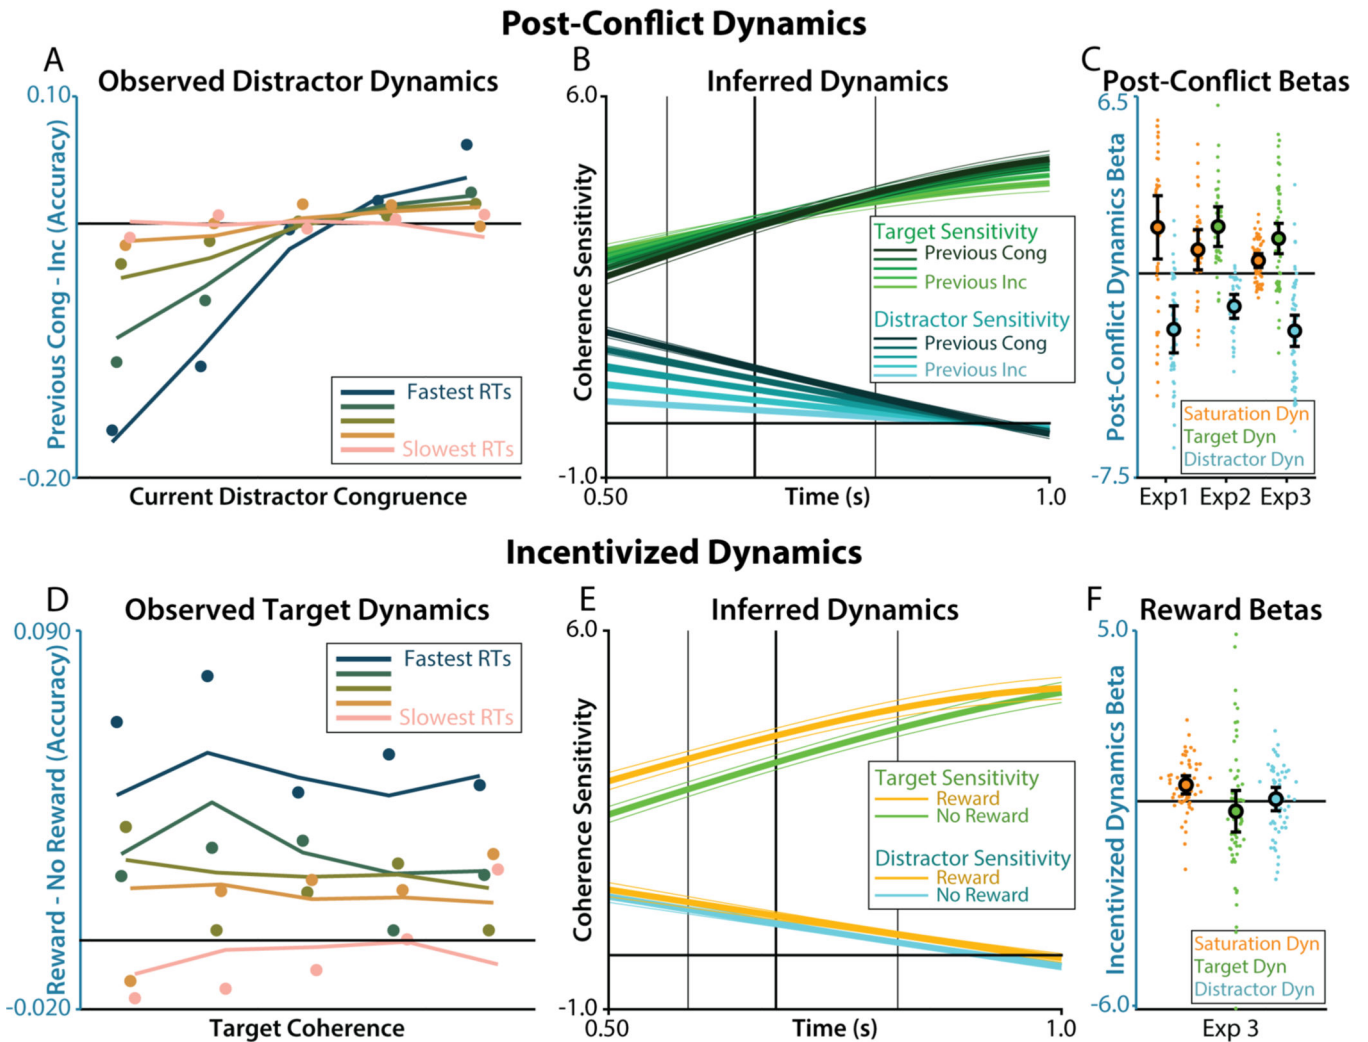 Post-Conflict Dynamics
A
Observed Distractor Dynamics
0.10
Previous Cong - Inc (Accuracy)
-0.20
Fastest RTs
Slowest RTs
Current Distractor Congruence
B
Inferred Dynamics
6.0
Coherence Sensitivity
-1.0
Target Sensitivity
Previous Cong
Previous Inc
Distractor Sensitivity
Previous Cong
Previous Inc
0.50
Time (s)
1.0
C
Post-Conflict Betas
6.5
Post-Conflict Dynamics Beta
-7.5
Saturation Dyn
Target Dyn
Distractor Dyn
Exp1
Exp2
Exp3
Incentivized Dynamics
D
Observed Target Dynamics
0.090
Reward - No Reward (Accuracy)
-0.020
Fastest RTs
Slowest RTs
Target Coherence
E
Inferred Dynamics
6.0
Coherence Sensitivity
-1.0
Target Sensitivity
Reward
No Reward
Distractor Sensitivity
Reward
No Reward
0.50
Time (s)
1.0
F
Reward Betas
5.0
Incentivized Dynamics Beta
-6.0
Saturation Dyn
Target Dyn
Distractor Dyn
Exp 3